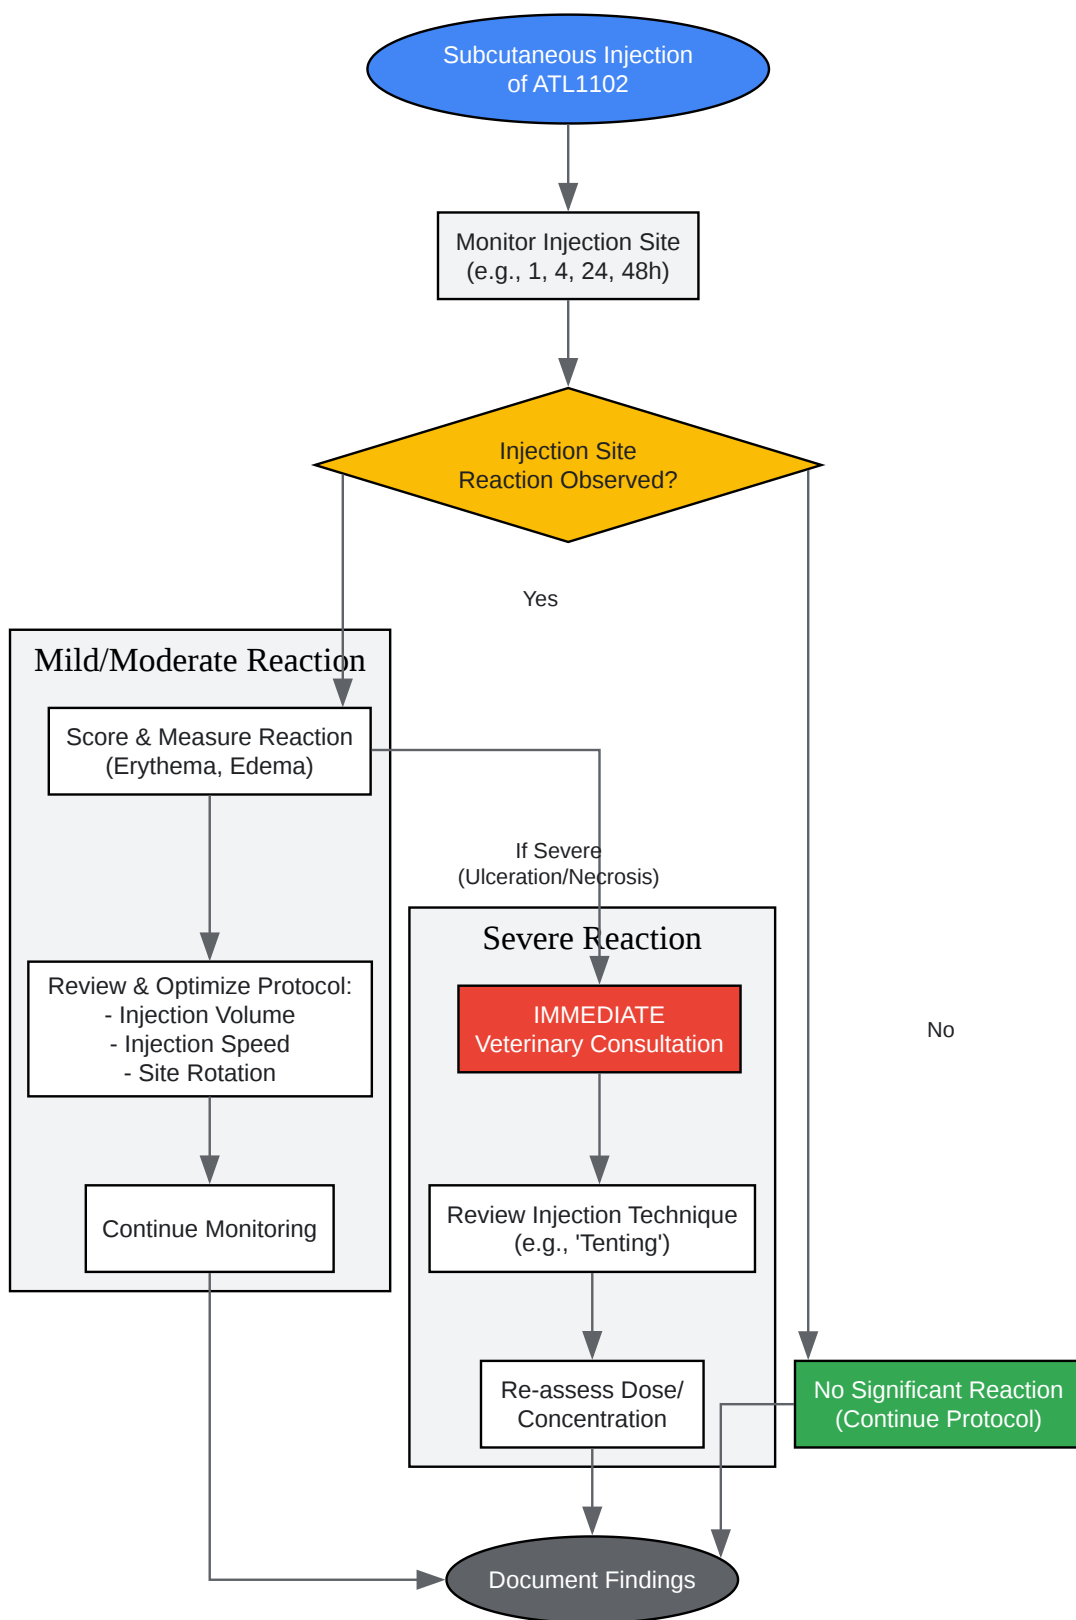 Subcutaneous Injection
of ATL1102
Monitor Injection Site
(e.g., 1, 4, 24, 48h)
Injection Site
Reaction Observed?
Yes
Mild/Moderate Reaction
Score & Measure Reaction
(Erythema, Edema)
If Severe
(Ulceration/Necrosis)
Severe Reaction
Review & Optimize Protocol:
- Injection Volume
- Injection Speed
- Site Rotation
IMMEDIATE
Veterinary Consultation
No
Continue Monitoring
Review Injection Technique
(e.g., 'Tenting')
Re-assess Dose/
Concentration
No Significant Reaction
(Continue Protocol)
Document Findings